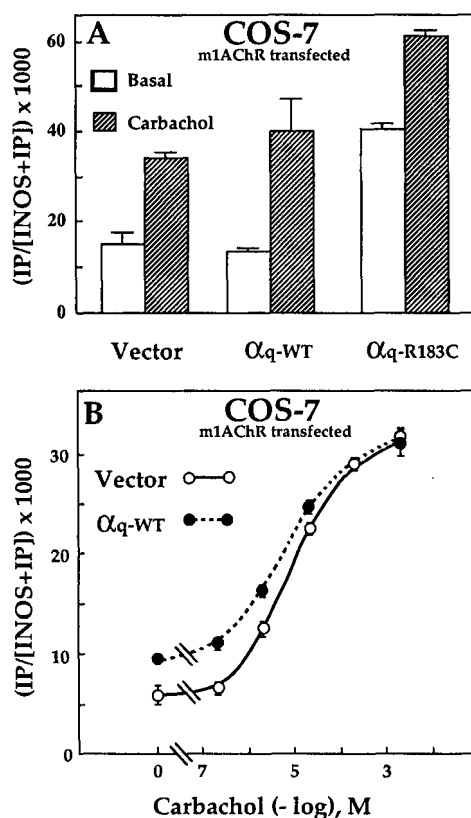 A
COS-7
m1AChR transfected
Basal
Carbachol
(IP/[INOS+IP]) x 1000
60
40
20
0
Vector
αq-WT
αq-R183C
B
COS-7
m1AChR transfected
Vector
αq-WT
(IP/[INOS+IP]) x 1000
30
20
10
0
0 7 5 3
Carbachol (- log), M